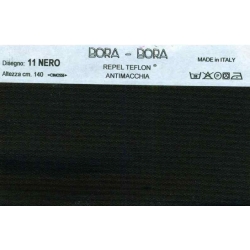 BORA - BORA
Disegno: 11 NERO
REPEL TEFLON ®
MADE IN ITALY
Altezza cm. 140
ANTIMACCHIA